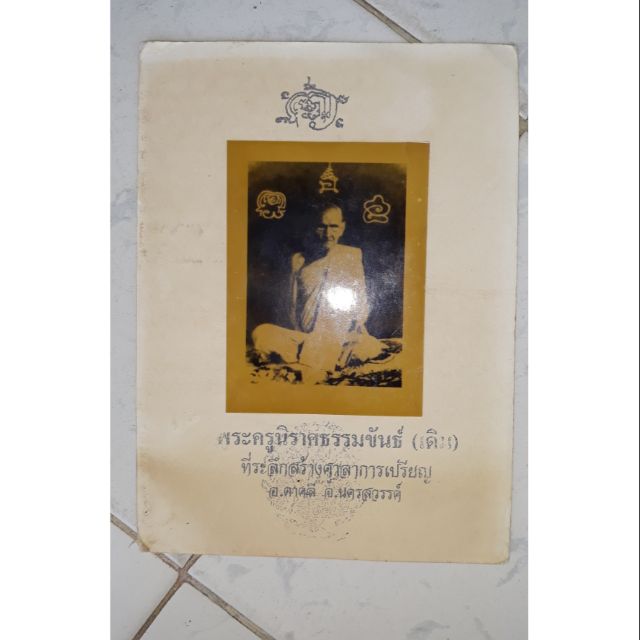 พระครูนิวาศธรรมขันธ์ (เดิม)
ที่ระลึกสร้างศาลาการเปรียญ
อ.ตาคลี จ.นครสวรรค์